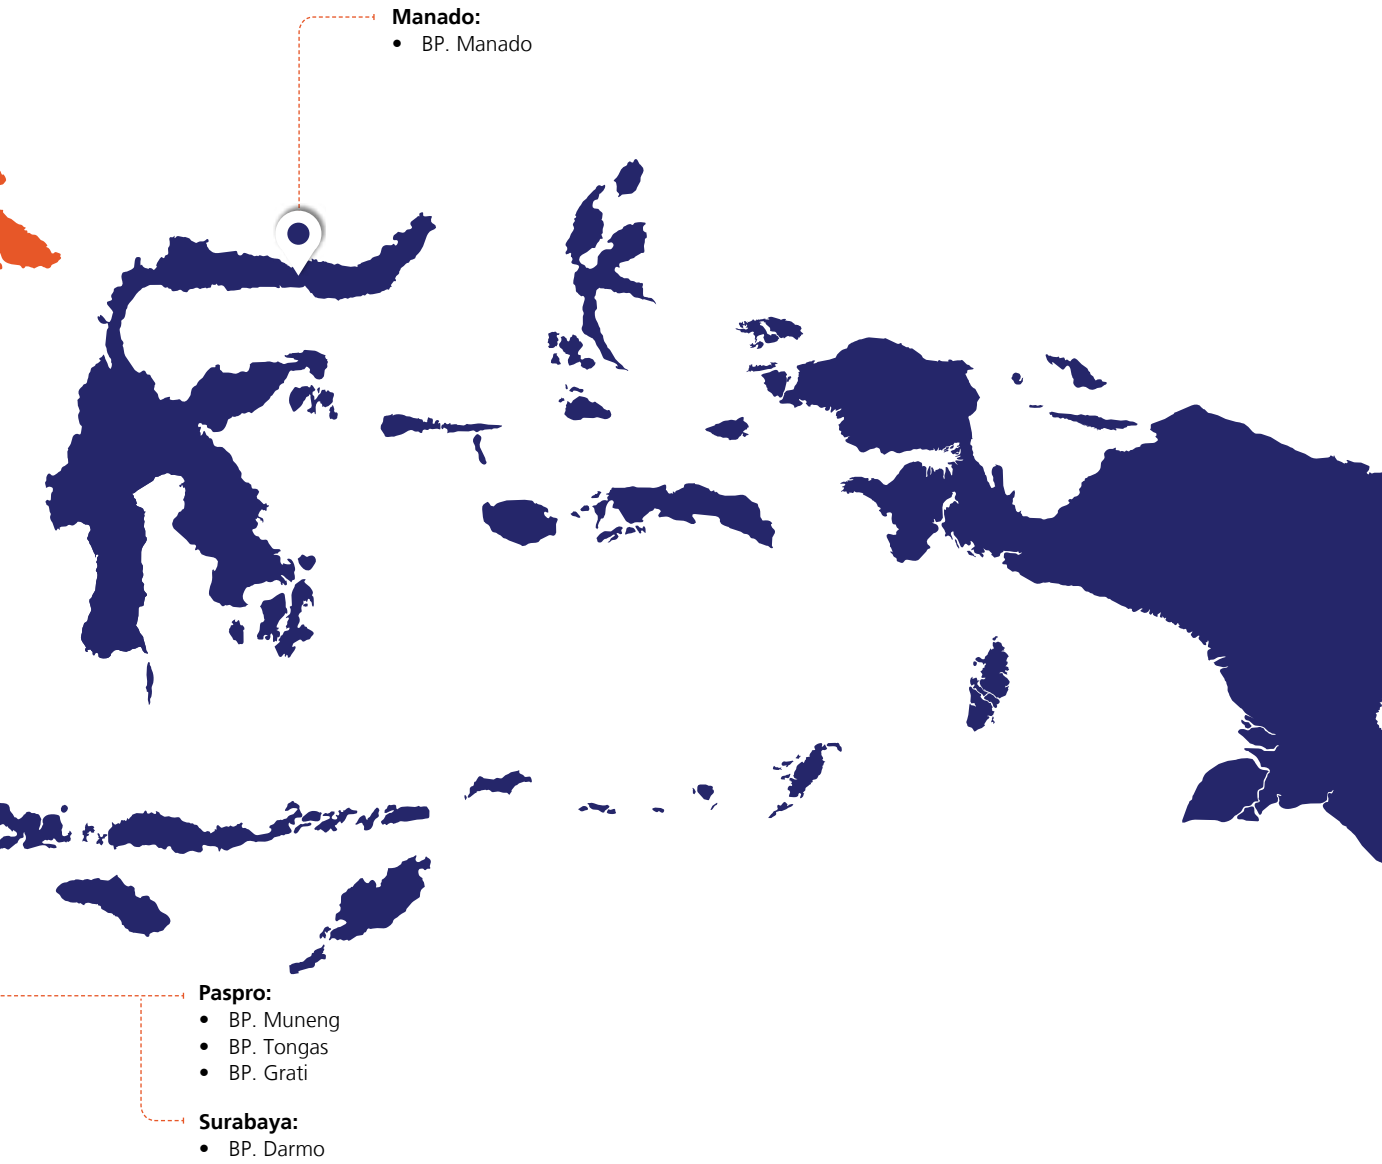 Manado:
• BP. Manado
Paspro:
• BP. Muneng
• BP. Tongas
• BP. Grati
Surabaya:
• BP. Darmo